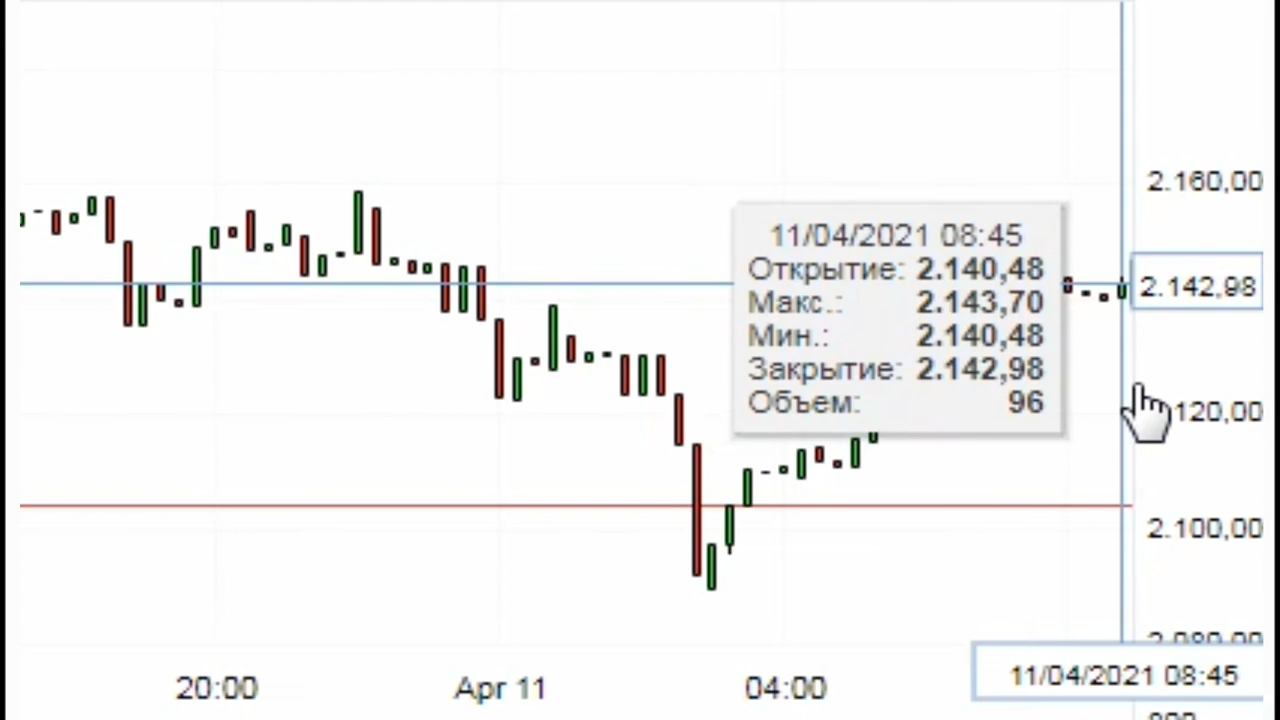 2.160,00
11/04/2021 08:45
Открытие: 2.140,48
Макс.: 2.143,70
Мин.: 2.140,48
Закрытие: 2.142,98
Объем: 96
2.142,98
120,00
2.100,00
2.080,00
20:00
Apr 11
04:00
11/04/2021 08:45